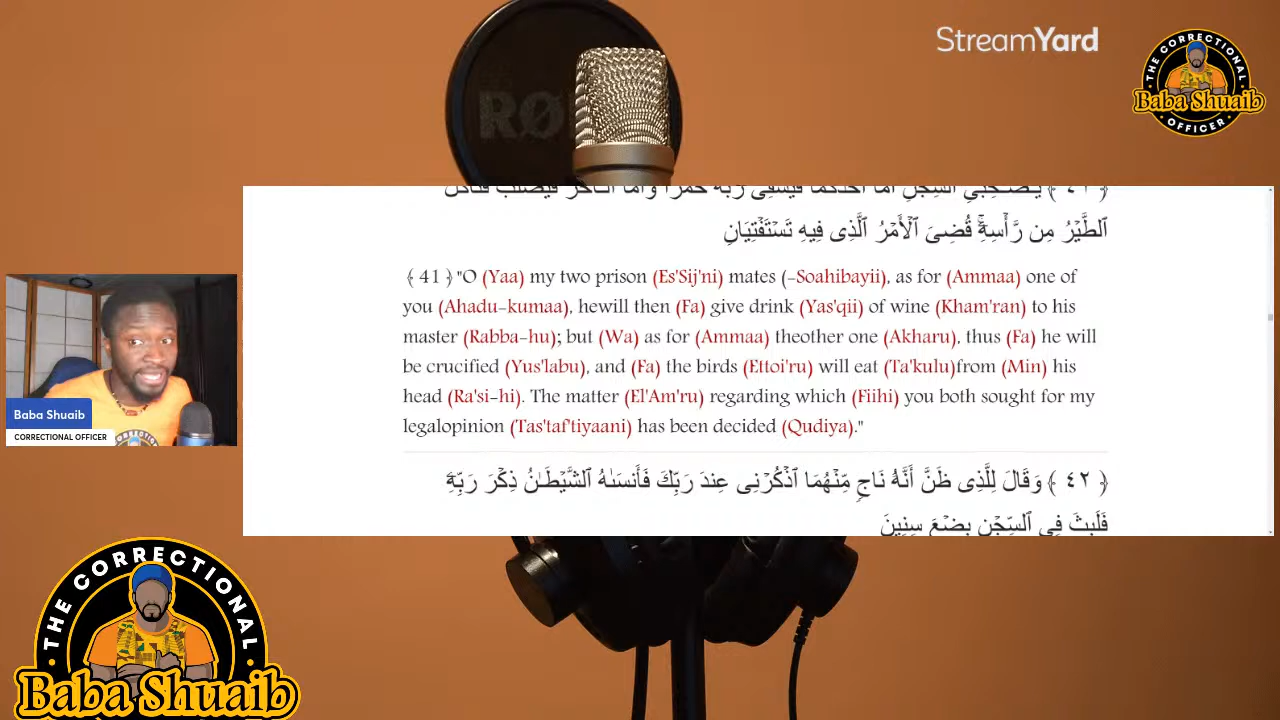 StreamYard
THE CORRECTIONAL
Baba Shuaib
OFFICER
RØ
ٱلطَّيْرُ مِن رَّأْسِهِۦۚ قُضِىَ ٱلْأَمْرُ ٱلَّذِى فِيهِ تَسْتَفْتِيَانِ
﴾41﴿ "O (Yaa) my two prison (Es'Sij'ni) mates (-Soahibayii), as for (Ammaa) one of
you (Ahadu-kumaa), hewill then (Fa) give drink (Yas'qii) of wine (Kham'ran) to his
master (Rabba-hu); but (Wa) as for (Ammaa) theother one (Akharu), thus (Fa) he will
be crucified (Yus'labu), and (Fa) the birds (Ettoi'ru) will eat (Ta'kulu)from (Min) his
head (Ra'si-hi). The matter (El'Am'ru) regarding which (Fiihi) you both sought for my
legalopinion (Tas'taf'tiyaani) has been decided (Qudiya)."
﴿٤٢﴾ وَقَالَ لِلَّذِى ظَنَّ أَنَّهُۥ نَاجٍ مِّنْهُمَا ٱذْكُرْنِى عِندَ رَبِّكَ فَأَنسَىٰهُ ٱلشَّيْطَـٰنُ ذِكْرَ رَبِّهِۦ
فَلَبِثَ فِى ٱلسِّجْنِ بِضْعَ سِنِينَ
Baba Shuaib
CORRECTIONAL OFFICER
THE CORRECTIONAL
Baba Shuaib